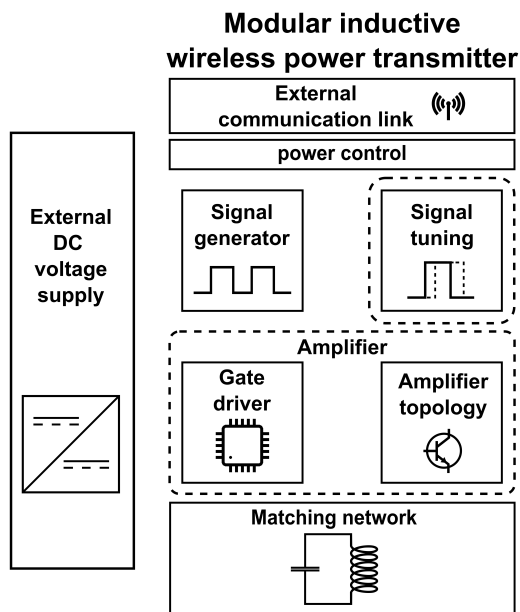 Modular inductive
wireless power transmitter
External
communication link
power control
External
DC
voltage
supply
Signal
generator
Signal
tuning
Amplifier
Gate
driver
Amplifier
topology
Matching network